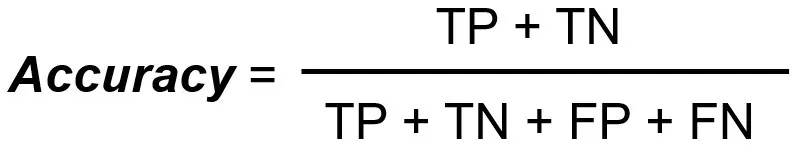 TP + TN
Accuracy =
TP + TN + FP + FN